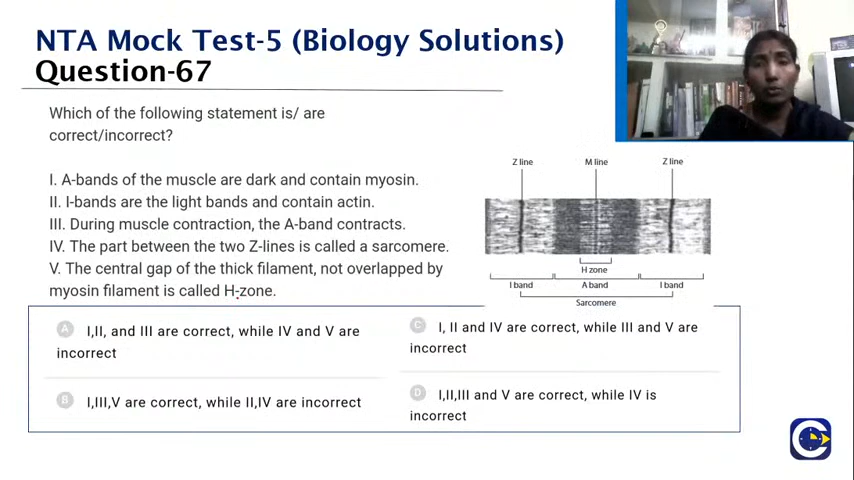 NTA Mock Test-5 (Biology Solutions)
Question-67
Which of the following statement is/ are
correct/incorrect?
I. A-bands of the muscle are dark and contain myosin.
II. I-bands are the light bands and contain actin.
III. During muscle contraction, the A-band contracts.
IV. The part between the two Z-lines is called a sarcomere.
V. The central gap of the thick filament, not overlapped by
myosin filament is called H-zone.
Z line M line Z line
H zone
I band A band I band
Sarcomere
A I,II, and III are correct, while IV and V are
incorrect
B I,III,V are correct, while II,IV are incorrect
C I, II and IV are correct, while III and V are
incorrect
D I,II,III and V are correct, while IV is
incorrect